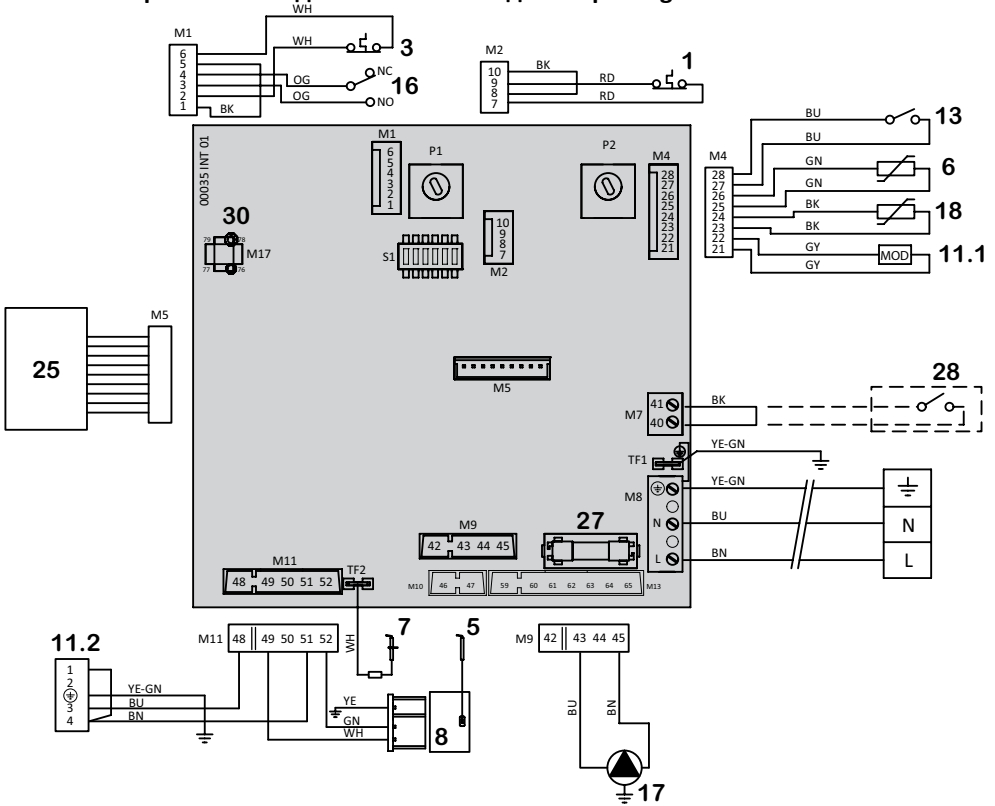 WH
M1
6
5
4
3
2
1
WH
3
NC
OG
16
OG
NO
BK
M2
10
9
8
7
BK
RD
1
RD
M4
28
27
26
25
24
23
22
21
BU
13
BU
GN
6
GN
BK
18
BK
GY
MOD
11.1
GY
00035 INT 01
M1
6
5
4
3
2
1
P1
P2
M4
28
27
26
25
24
23
22
21
30
79
78
M17
77
76
S1
10
9
8
7
M2
25
M5
M5
M7
41
40
BK
28
TF1
YE-GN
M8
YE-GN
N
BU
N
L
BN
L
M9
42 43 44 45
27
M11
48 49 50 51 52
TF2
M10
46 47
59 60 61 62 63 64 65
M13
11.2
1
2
3
4
YE-GN
BU
BN
M11
48 49 50 51 52
WH
7
5
YE
GN
WH
8
M9
42 43 44 45
BU
BN
17